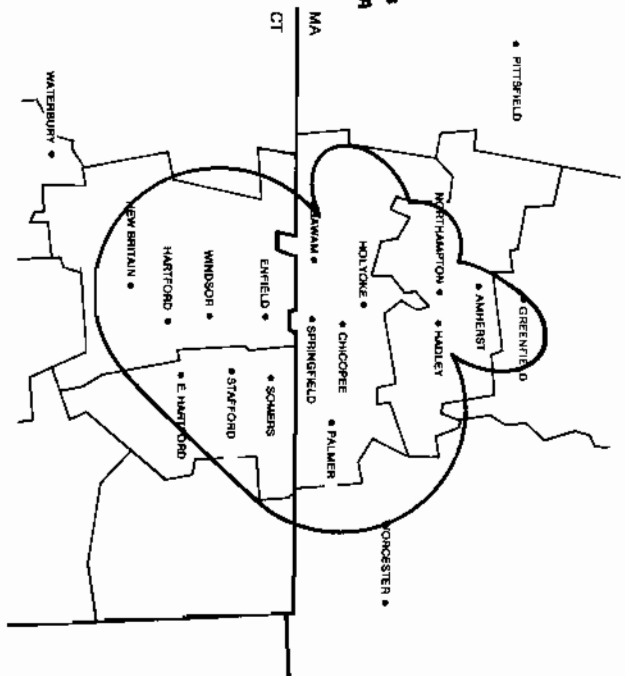 PITTSFIELD
GREENFIELD
AMHERST
NORTHAMPTON
HADLEY
WORCESTER
HOLYOKE
CHICOPEE
PALMER
MA
AGAWAM
SPRINGFIELD
CT
ENFIELD
SOMERS
STAFFORD
WINDSOR
E. HARTFORD
HARTFORD
NEW BRITAIN
WATERBURY